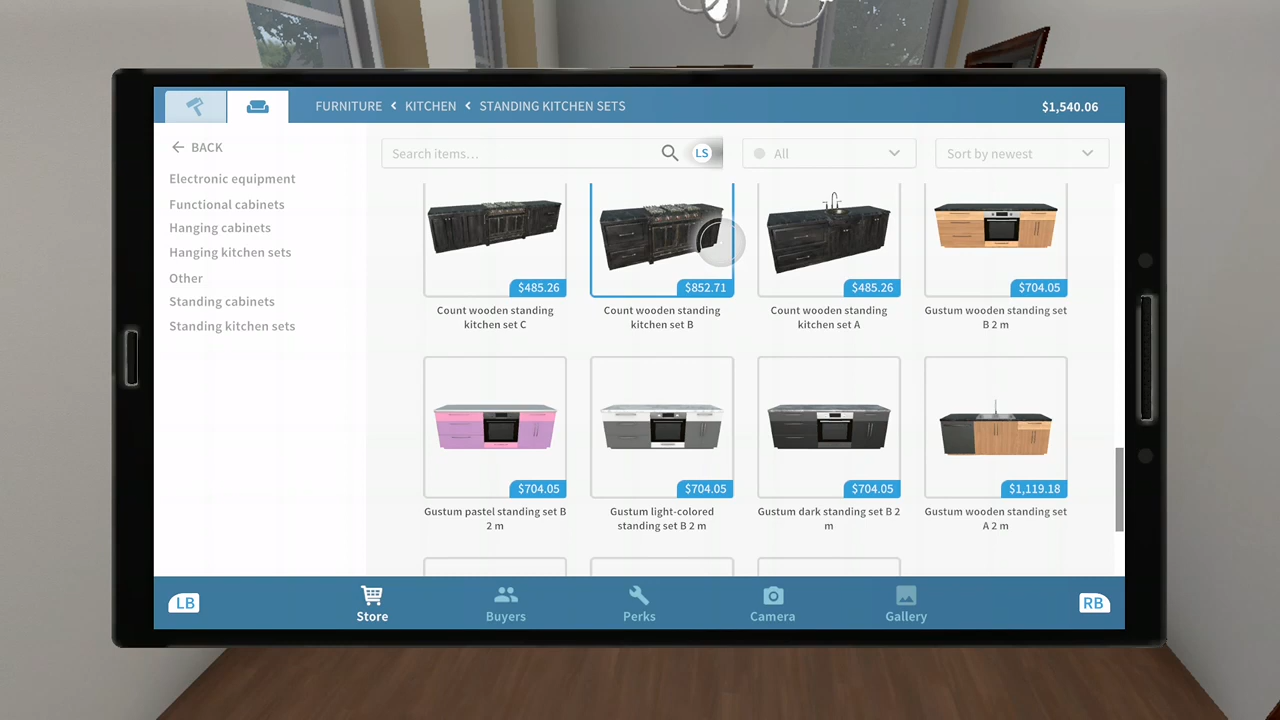 FURNITURE < KITCHEN < STANDING KITCHEN SETS
$1,540.06
BACK
Search items...
LS
All
Sort by newest
Electronic equipment
Functional cabinets
Hanging cabinets
Hanging kitchen sets
Other
Standing cabinets
Standing kitchen sets
$485.26
$852.71
$485.26
$704.05
Count wooden standing
kitchen set C
Count wooden standing
kitchen set B
Count wooden standing
kitchen set A
Gustum wooden standing set
B 2 m
$704.05
$704.05
$704.05
$1,119.18
Gustum pastel standing set B
2 m
Gustum light-colored
standing set B 2 m
Gustum dark standing set B 2
m
Gustum wooden standing set
A 2 m
LB
Store
Buyers
Perks
Camera
Gallery
RB